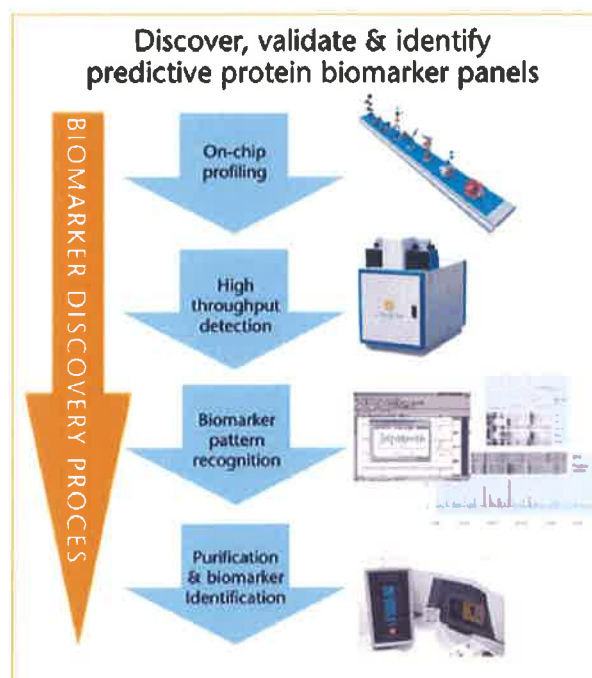 Discover, validate & identify
predictive protein biomarker panels
BIOMARKER DISCOVERY PROCES
On-chip
profiling
High
throughput
detection
Biomarker
pattern
recognition
Purification
& biomarker
Identification